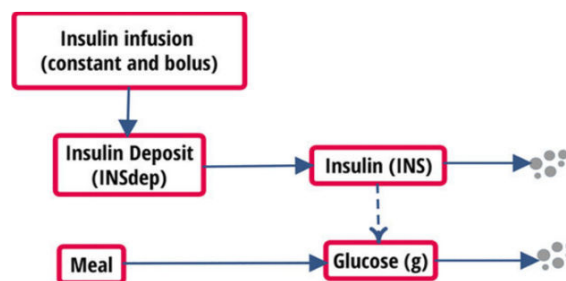 Insulin infusion
(constant and bolus)
Insulin Deposit
(INSdep)
Insulin (INS)
Meal
Glucose (g)